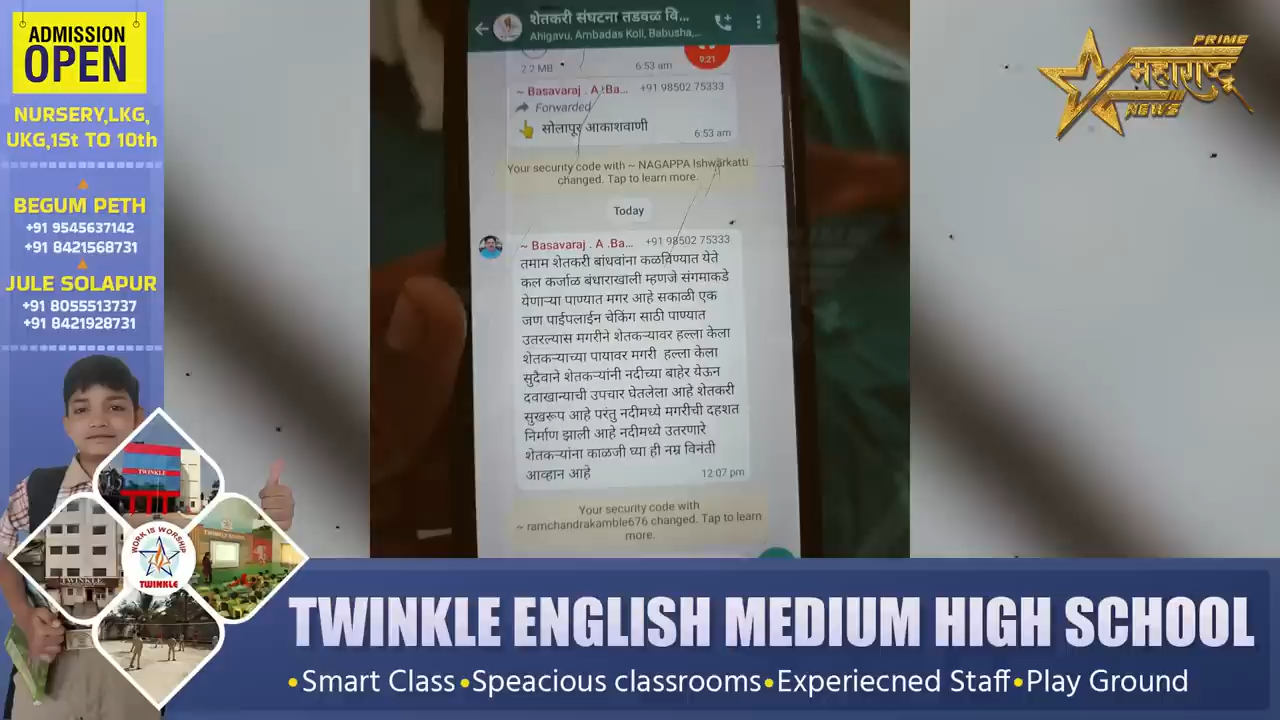 ADMISSION
OPEN
NURSERY,LKG,
UKG,1St TO 10th
BEGUM PETH
+91 9545637142
+91 8421568731
JULE SOLAPUR
+91 8055513737
+91 8421928731
शेतकरी संघटना तडवळ वि...
Ahigavu, Ambadas Koli, Babusha,...
2.2 MB
6:53 am
9:21
~ Basavaraj . A .Ba... +91 98502 75333
Forwarded
👆 सोलापूर आकाशवाणी
6:53 am
Your security code with ~ NAGAPPA Ishwarkatti
changed. Tap to learn more.
Today
~ Basavaraj . A .Ba... +91 98502 75333
तमाम शेतकरी बांधवांना कळविण्यात येते
कल कर्जाळ बंधाराखाली म्हणजे संगमाकडे
येणाऱ्या पाण्यात मगर आहे सकाळी एक
जण पाईपलाईन चेकिंग साठी पाण्यात
उतरल्यास मगरीने शेतकऱ्यावर हल्ला केला
शेतकऱ्याच्या पायावर मगरी हल्ला केला
सुदैवाने शेतकऱ्यांनी नदीच्या बाहेर येऊन
दवाखान्याची उपचार घेतलेला आहे शेतकरी
सुखरूप आहे परंतु नदीमध्ये मगरीची दहशत
निर्माण झाली आहे नदीमध्ये उतरणारे
शेतकऱ्यांना काळजी घ्या ही नम्र विनंती
आव्हान आहे
12:07 pm
Your security code with
~ ramchandrakamble676 changed. Tap to learn
more.
PRIME
महाराष्ट्र
NEWS
TWINKLE
TWINKLE
TWINKLE SCHOOL
WORK IS WORSHIP
TWINKLE
TWINKLE ENGLISH MEDIUM HIGH SCHOOL
•Smart Class•Speacious classrooms•Experiecned Staff•Play Ground